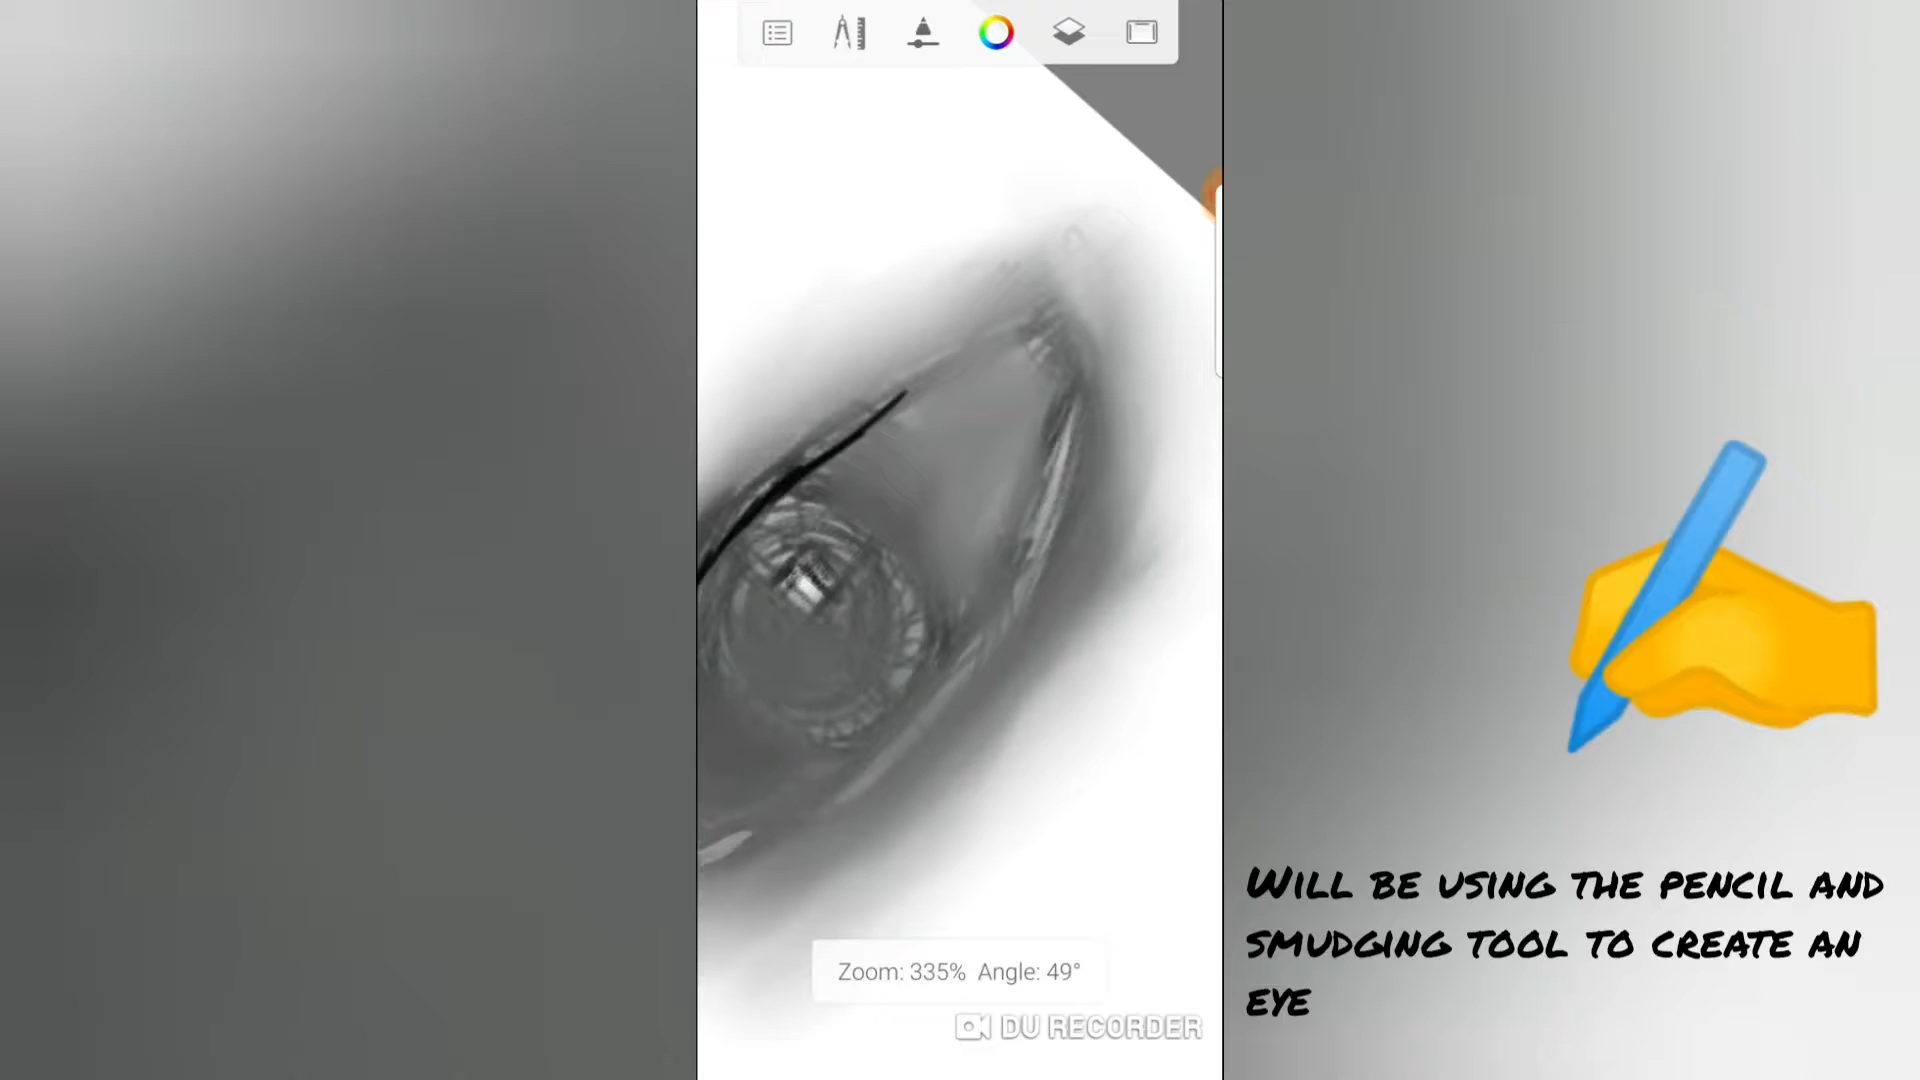 Zoom: 335% Angle: 49°
DU RECORDER
WILL BE USING THE PENCIL AND
SMUDGING TOOL TO CREATE AN
EYE